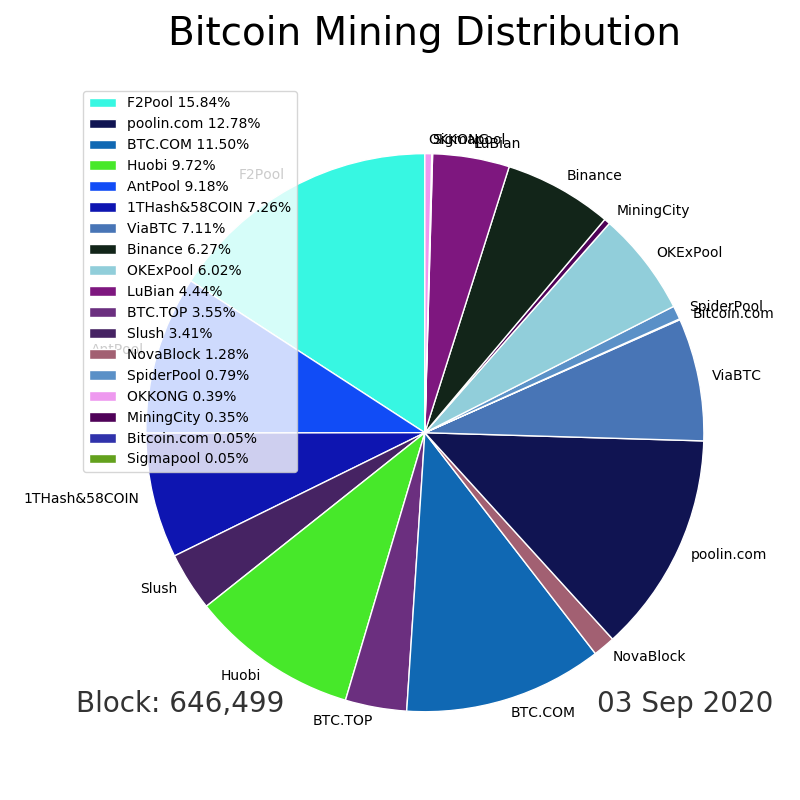 Bitcoin Mining Distribution
F2Pool 15.84%
poolin.com 12.78%
BTC.COM 11.50%
Huobi 9.72%
AntPool 9.18%
1THash&58COIN 7.26%
ViaBTC 7.11%
Binance 6.27%
OKExPool 6.02%
LuBian 4.44%
BTC.TOP 3.55%
Slush 3.41%
NovaBlock 1.28%
SpiderPool 0.79%
OKKONG 0.39%
MiningCity 0.35%
Bitcoin.com 0.05%
Sigmapool 0.05%
OKKONG
Sigmapool
LuBian
Binance
MiningCity
OKExPool
SpiderPool
Bitcoin.com
ViaBTC
poolin.com
NovaBlock
BTC.COM
BTC.TOP
Huobi
Slush
1THash&58COIN
AntPool
F2Pool
Block: 646,499
03 Sep 2020